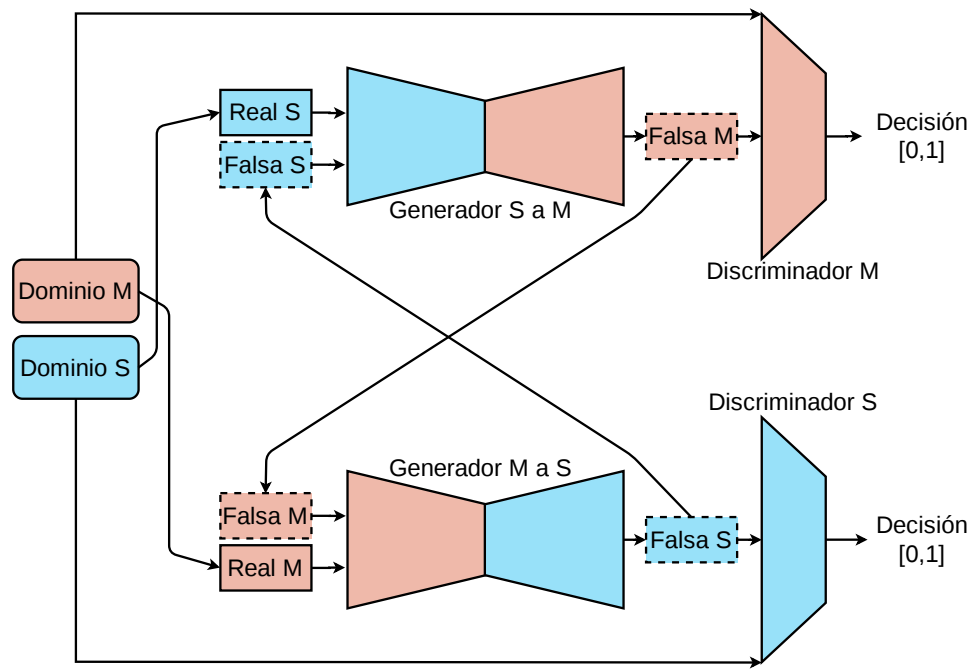 Real S
Falsa S
Generador S a M
Falsa M
Decisión
[0,1]
Discriminador M
Dominio M
Dominio S
Discriminador S
Generador M a S
Falsa M
Real M
Falsa S
Decisión
[0,1]